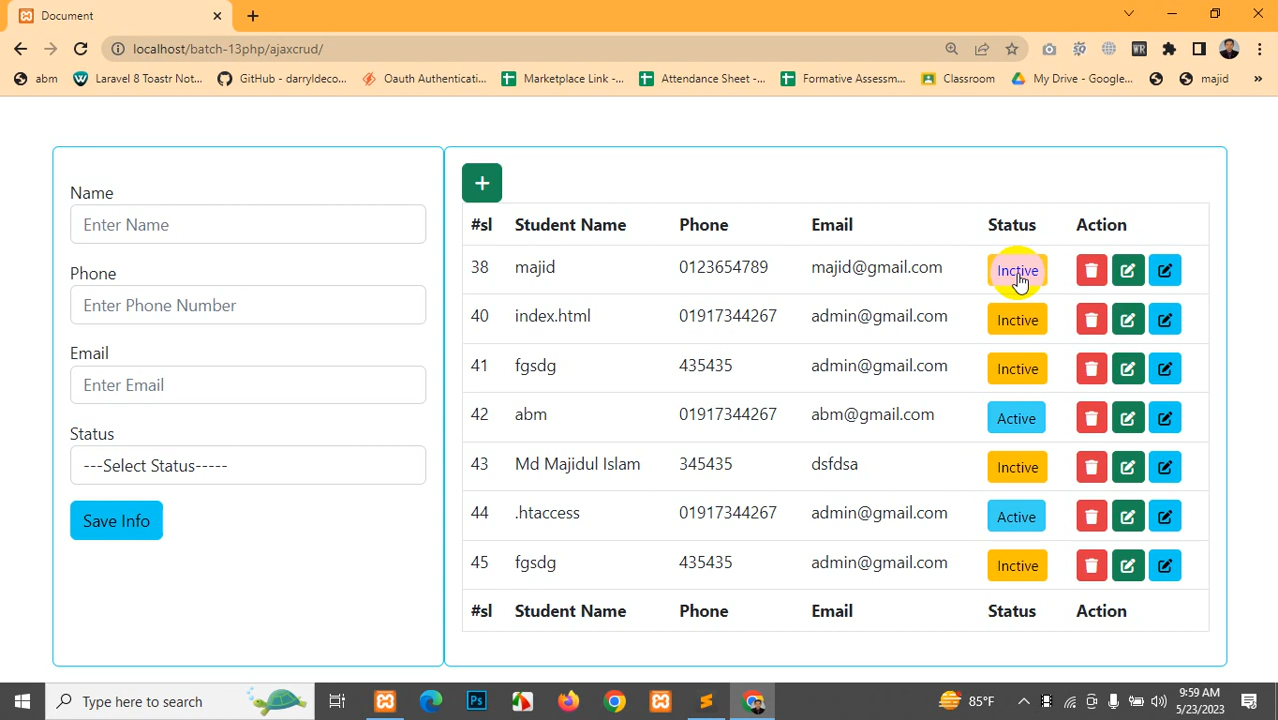 Document
localhost/batch-13php/ajaxcrud/
abm
Laravel 8 Toastr Not...
GitHub - darryldeco...
Oauth Authenticati...
Marketplace Link -...
Attendance Sheet -...
Formative Assessm...
Classroom
My Drive - Google...
majid
Name
Enter Name
Phone
Enter Phone Number
Email
Enter Email
Status
---Select Status-----
Save Info
#sl Student Name Phone Email Status Action
38 majid 0123654789 majid@gmail.com Inctive
40 index.html 01917344267 admin@gmail.com Inctive
41 fgsdg 435435 admin@gmail.com Inctive
42 abm 01917344267 abm@gmail.com Active
43 Md Majidul Islam 345435 dsfdsa Inctive
44 .htaccess 01917344267 admin@gmail.com Active
45 fgsdg 435435 admin@gmail.com Inctive
#sl Student Name Phone Email Status Action
Type here to search
Ps
85°F
9:59 AM
5/23/2023